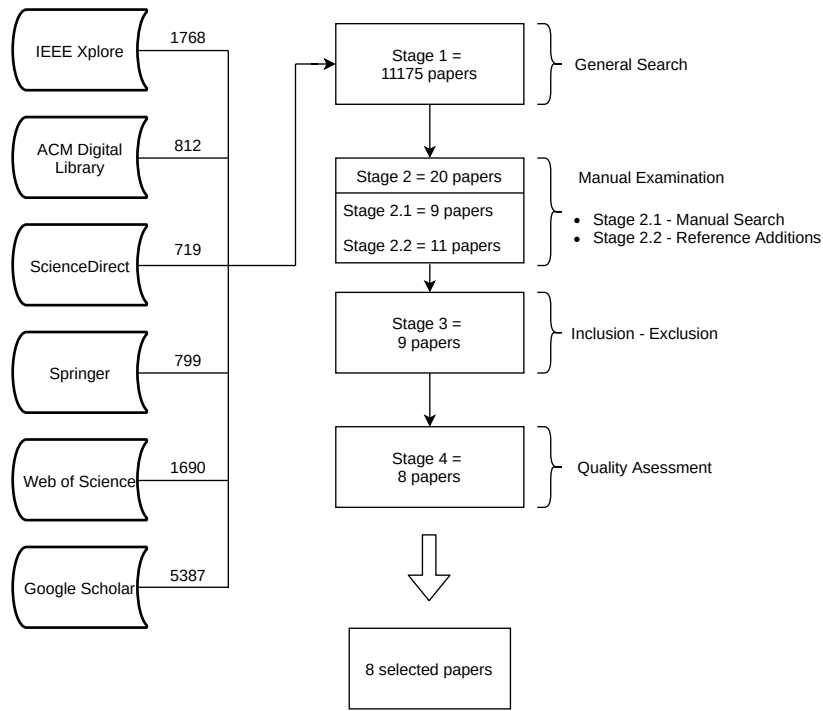 IEEE Xplore
1768
ACM Digital
Library
812
ScienceDirect
719
Springer
799
Web of Science
1690
Google Scholar
5387
Stage 1 =
11175 papers
General Search
Stage 2 = 20 papers
Stage 2.1 = 9 papers
Stage 2.2 = 11 papers
Manual Examination
• Stage 2.1 - Manual Search
• Stage 2.2 - Reference Additions
Stage 3 =
9 papers
Inclusion - Exclusion
Stage 4 =
8 papers
Quality Asessment
8 selected papers